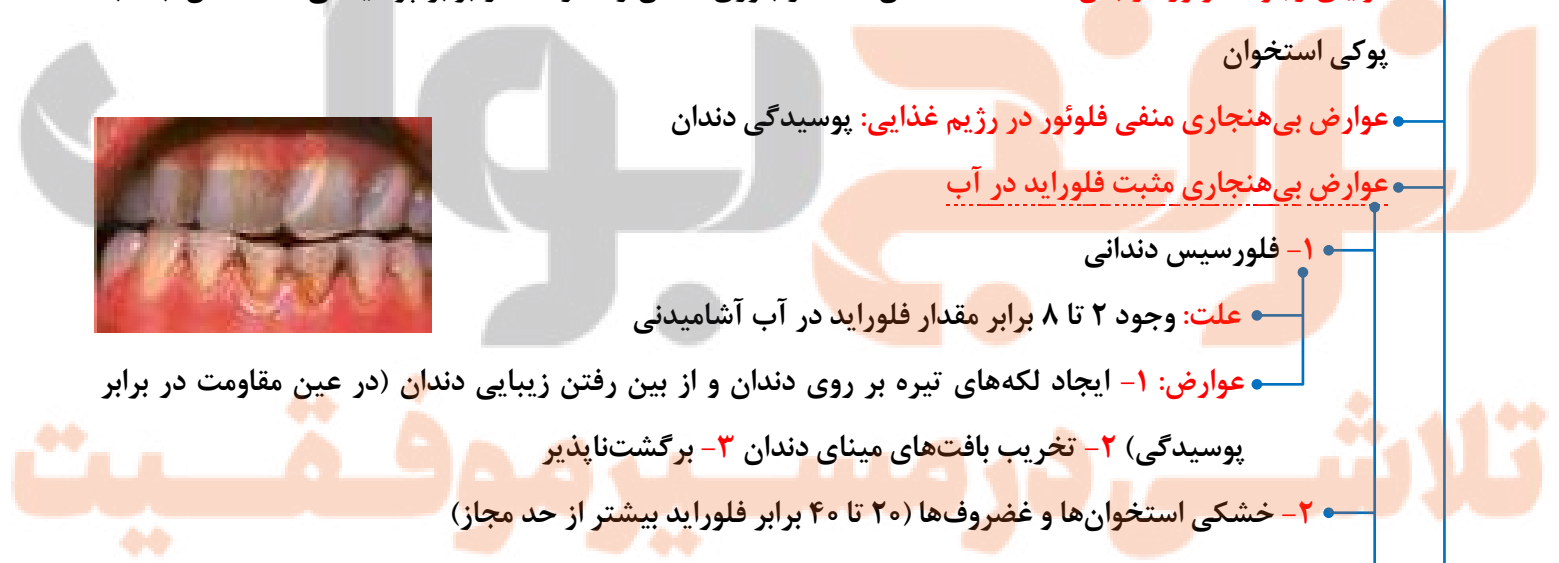 پوکی استخوان
عوارض بی‌هنجاری منفی فلوئور در رژیم غذایی: پوسیدگی دندان
عوارض بی‌هنجاری مثبت فلوراید در آب
۱- فلورسیس دندانی
علت: وجود ۲ تا ۸ برابر مقدار فلوراید در آب آشامیدنی
عوارض: ۱- ایجاد لکه‌های تیره بر روی دندان و از بین رفتن زیبایی دندان (در عین مقاومت در برابر
پوسیدگی) ۲- تخریب بافت‌های مینای دندان ۳- برگشت‌ناپذیر
۲- خشکی استخوان‌ها و غضروف‌ها (۲۰ تا ۴۰ برابر فلوراید بیشتر از حد مجاز)
تلاشی در مسیر موفقیت